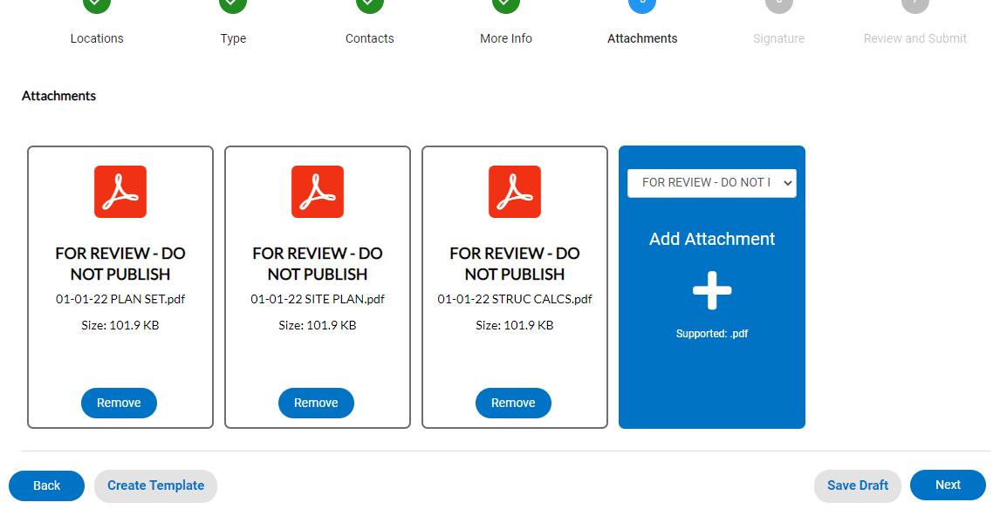 Locations
Type
Contacts
More Info
Attachments
Signature
Review and Submit
Attachments
FOR REVIEW - DO
NOT PUBLISH
01-01-22 PLAN SET.pdf
Size: 101.9 KB
Remove
FOR REVIEW - DO
NOT PUBLISH
01-01-22 SITE PLAN.pdf
Size: 101.9 KB
Remove
FOR REVIEW - DO
NOT PUBLISH
01-01-22 STRUC CALCS.pdf
Size: 101.9 KB
Remove
FOR REVIEW - DO NOT
Add Attachment
Supported: .pdf
Back
Create Template
Save Draft
Next